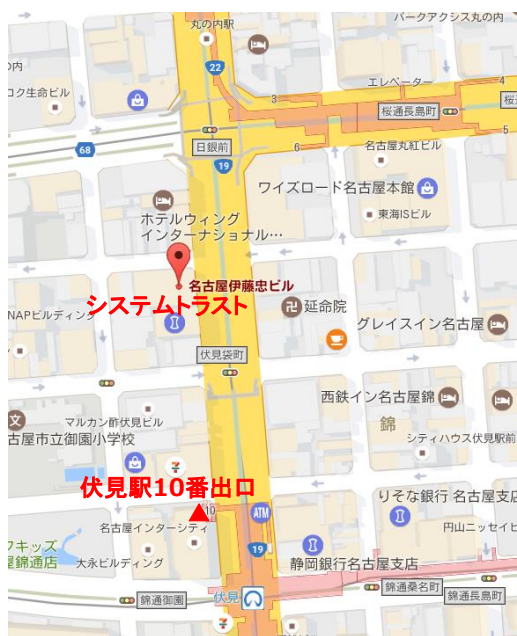 丸の内駅
パークアクシス丸の内
の内
22
コク生命ビル
エレベーター
4
3
桜通長島町
桜通
5
68
日銀前
6
19
名古屋丸紅ビル
ワイズロード名古屋本館
東海ISビル
ホテルウィング
インターナショナル…
名古屋伊藤忠ビル
システムトラスト
NAPビルディング
延命院
グレイスイン名古屋
伏見袋町
西鉄イン名古屋錦
マルカン酢伏見ビル
錦
古屋市立御園小学校
シティハウス伏見駅前
伏見駅10番出口
10
ATM
りそな銀行 名古屋支店
名古屋インターシティ
円山ニッセイビ
フキッズ
屋錦通店
大永ビルディング
19
静岡銀行名古屋支店
錦通桑名町
錦通長島町
錦通御園
伏見